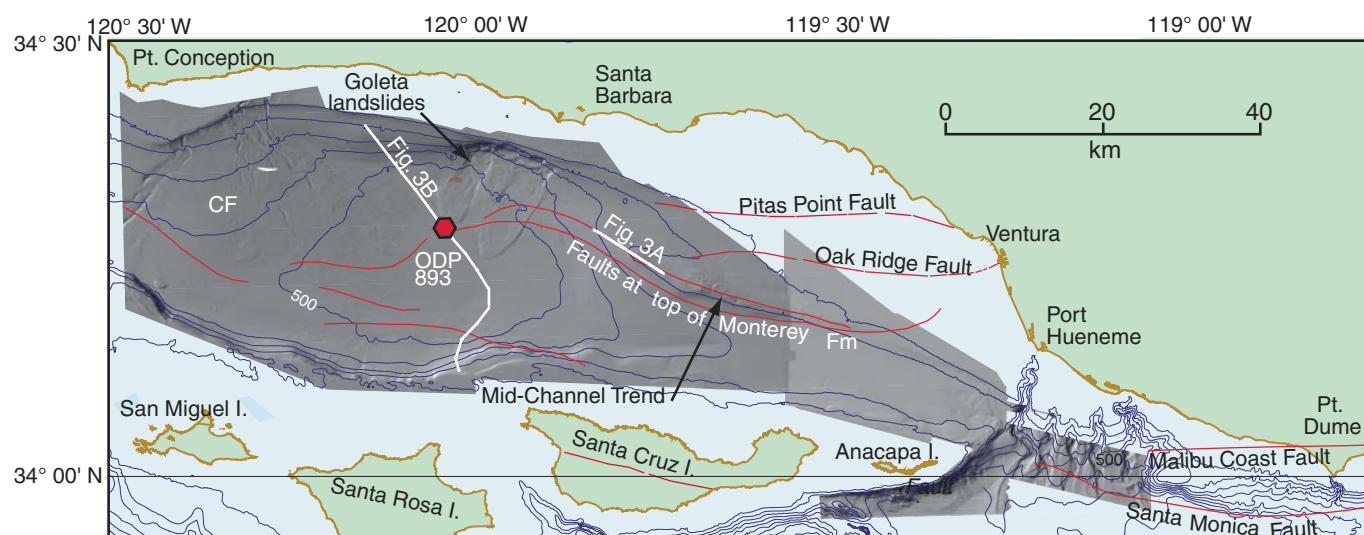 120° 30' W
120° 00' W
119° 30' W
119° 00' W
34° 30' N
Pt. Conception
Goleta
landslides
Santa
Barbara
0
20
40
km
Fig. 3B
CF
Pitas Point Fault
Fig. 3A
Ventura
ODP
893
Oak Ridge Fault
Faults at top of Monterey Fm
500
Port
Hueneme
Mid-Channel Trend
San Miguel I.
Pt.
Dume
Santa Cruz I.
Anacapa I.
500
Malibu Coast Fault
34° 00' N
Santa Rosa I.
Fault
Santa Monica Fault